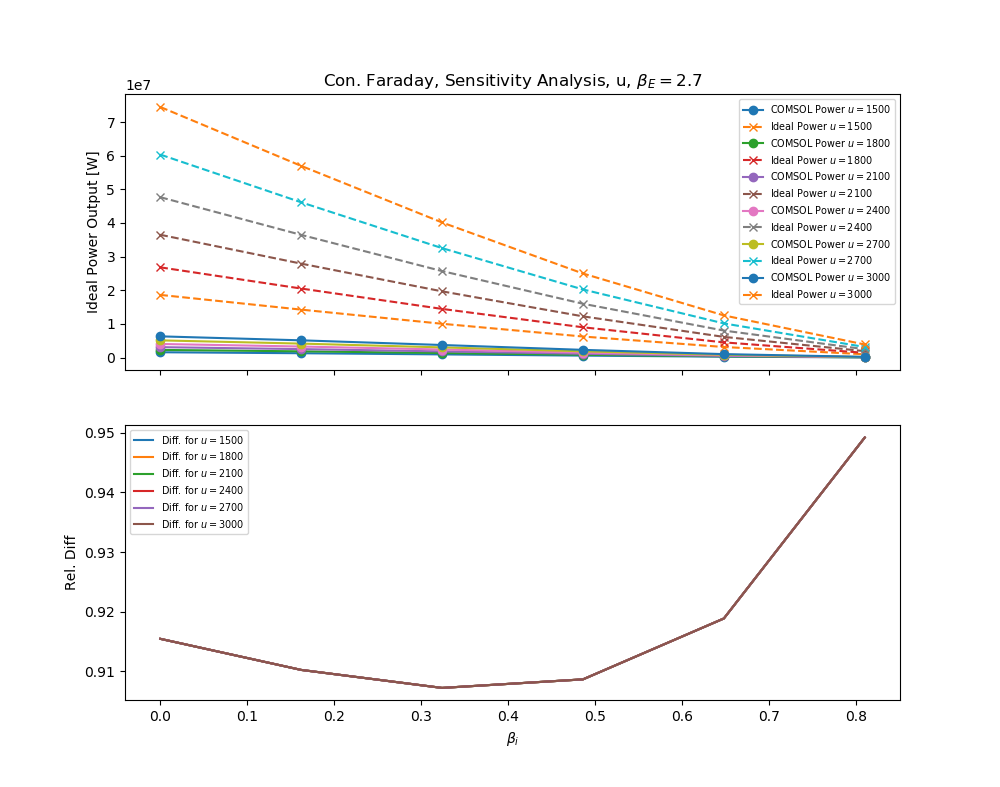 Con. Faraday, Sensitivity Analysis, u, β_E = 2.7
1e7
Ideal Power Output [W]
7
6
5
4
3
2
1
0
COMSOL Power u = 1500
Ideal Power u = 1500
COMSOL Power u = 1800
Ideal Power u = 1800
COMSOL Power u = 2100
Ideal Power u = 2100
COMSOL Power u = 2400
Ideal Power u = 2400
COMSOL Power u = 2700
Ideal Power u = 2700
COMSOL Power u = 3000
Ideal Power u = 3000
Rel. Diff
0.95
0.94
0.93
0.92
0.91
Diff. for u = 1500
Diff. for u = 1800
Diff. for u = 2100
Diff. for u = 2400
Diff. for u = 2700
Diff. for u = 3000
0.0 0.1 0.2 0.3 0.4 0.5 0.6 0.7 0.8
β_i